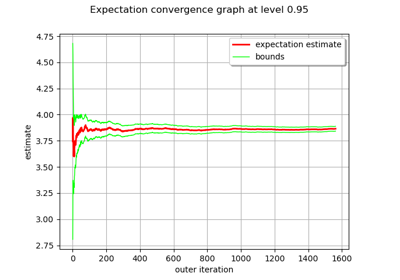 Expectation convergence graph at level 0.95
4.75
4.50
4.25
4.00
3.75
3.50
3.25
3.00
2.75
estimate
expectation estimate
bounds
0 200 400 600 800 1000 1200 1400 1600
outer iteration